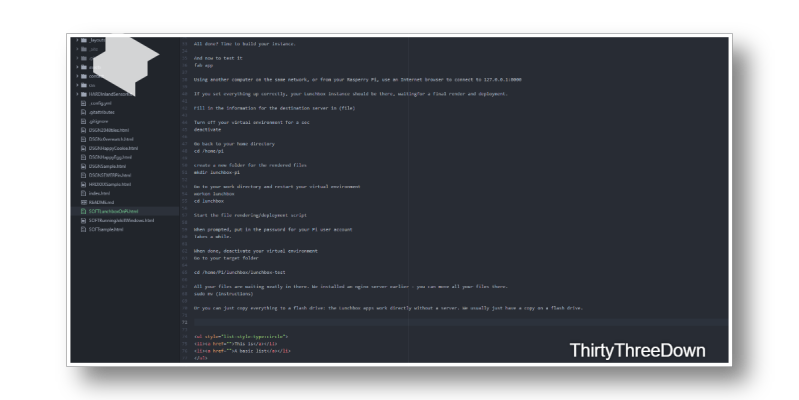 _layouts
_site
css
HARDInlandSensor.html
.config.yml
.gitattributes
.gitignore
DSGN2048idea.html
DSGNHappyCookie.html
DSGNHappyEgg.html
DSGNSample.html
DSGNSTARTPix.html
HRDXXXSample.html
index.html
README.md
SOFTLunchboxOnPi.html
SOFTRunningJekillWindows.html
SOFTsample.html
All done? Time to build your instance.
And now to test it
fab app
Using another computer on the same network, or from your Rasperry Pi, use an Internet browser to connect to 127.0.0.1:8000
If you set everything up correctly, your Lunchbox instance should be there, waiting for a final render and deployment.
Fill in the information for the destination server in [File]
Turn off your virtual environment for a sec
deactivate
Go back to your home directory
cd /home/pi
create a new folder for the rendered files
mkdir lunchbox-pi
Go to your work directory and restart your virtual environment
workon lunchbox
cd lunchbox
Start the file rendering/deployment script
When prompted, put in the password for your Pi user account
Takes a while.
When done, deactivate your virtual environment
Go to your target folder
cd /home/Pi/lunchbox/lunchbox-test
All your files are waiting neatly in there. We installed an nginx server earlier - you can move all your files there.
sudo mv [instructions]
Or you can just copy everything to a flash drive: the Lunchbox apps work directly without a server. We usually just have a copy on a flash drive.
<ul style="list-style-type:circle">
<li><a href="">This is</a></li>
<li><a href="">A basic list</a></li>
</ul>
ThirtyThreeDown